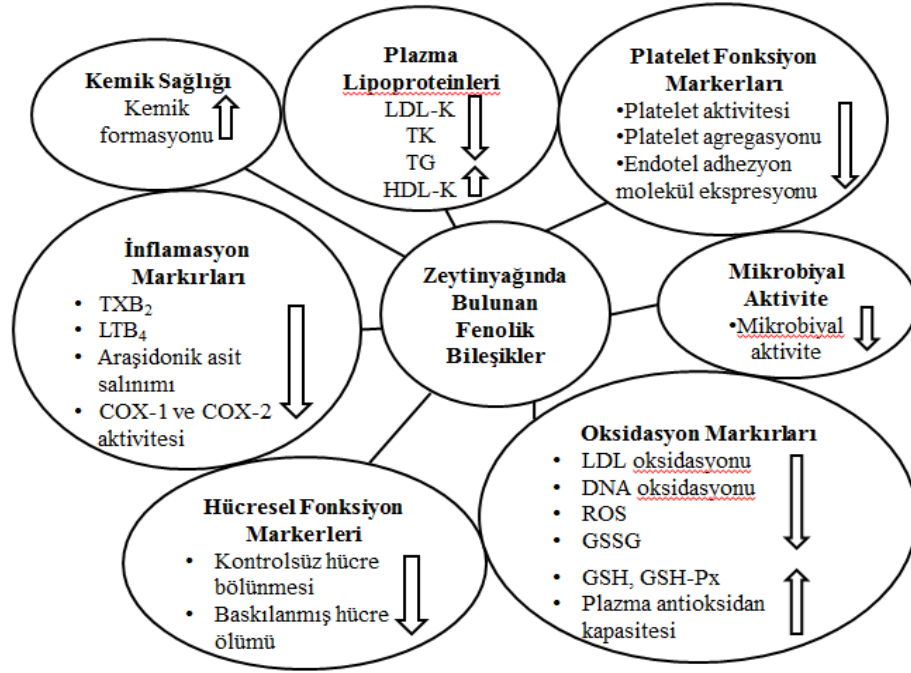 Kemik Sağlığı
Kemik
formasyonu
Plazma
Lipoproteinleri
LDL-K
TK
TG
HDL-K
Platelet Fonksiyon
Markerları
•Platelet aktivitesi
•Platelet agregasyonu
•Endotel adhezyon
molekül ekspresyonu
İnflamasyon
Markırları
• TXB₂
• LTB₄
• Araşidonik asit
salınımı
• COX-1 ve COX-2
aktivitesi
Zeytinyağında
Bulunan
Fenolik
Bileşikler
Mikrobiyal
Aktivite
•Mikrobiyal
aktivite
Hücresel Fonksiyon
Markerleri
• Kontrolsüz hücre
bölünmesi
• Baskılanmış hücre
ölümü
Oksidasyon Markırları
• LDL oksidasyonu
• DNA oksidasyonu
• ROS
• GSSG
• GSH, GSH-Px
• Plazma antioksidan
kapasitesi